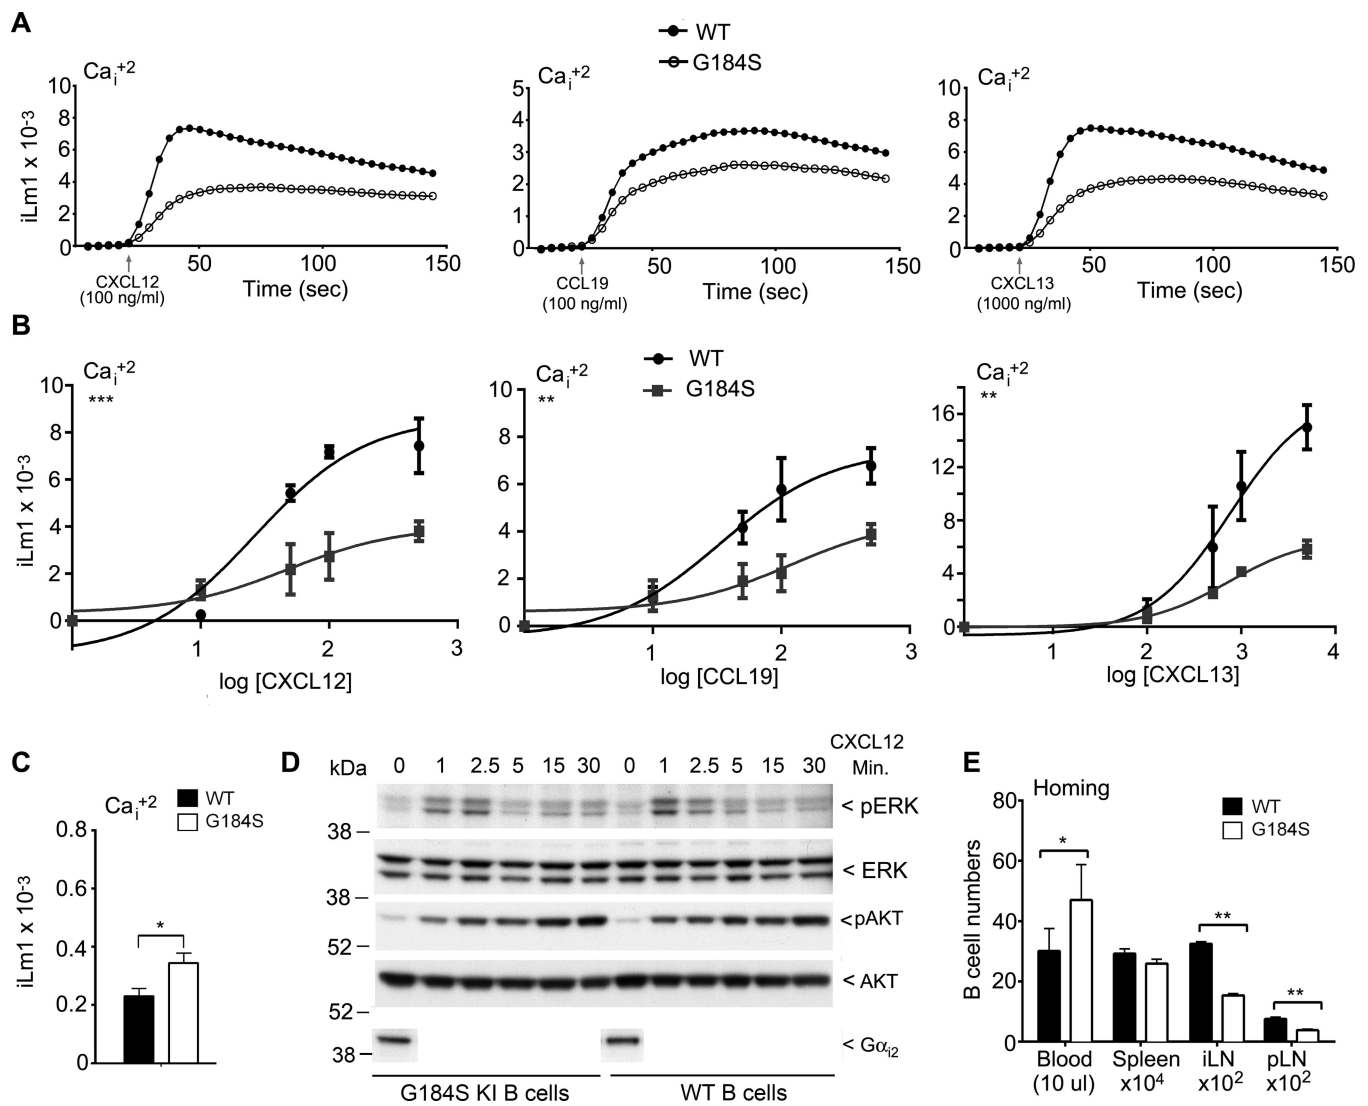 A
WT
G184S
Cai+2
iLm1 x 10-3
10
8
6
4
2
0
50
100
150
CXCL12
(100 ng/ml)
Time (sec)
Cai+2
5
4
3
2
1
0
50
100
150
CCL19
(100 ng/ml)
Time (sec)
Cai+2
10
8
6
4
2
0
50
100
150
CXCL13
(1000 ng/ml)
Time (sec)
B
WT
G184S
Cai+2
***
iLm1 x 10-3
10
8
6
4
2
0
1
2
3
log [CXCL12]
Cai+2
**
10
8
6
4
2
0
1
2
3
log [CCL19]
Cai+2
**
16
12
8
4
0
1
2
3
4
log [CXCL13]
C
Cai+2
WT
G184S
iLm1 x 10-3
0.8
0.6
0.4
0.2
0
*
D
CXCL12
kDa 0 1 2.5 5 15 30 0 1 2.5 5 15 30 Min.
< pERK
38
< ERK
38
<pAKT
52
< AKT
52
< Gαi2
38
G184S KI B cells
WT B cells
E
Homing
WT
G184S
B ceell numbers
80
60
40
20
0
*
**
**
Blood Spleen iLN pLN
(10 ul) x104 x102 x102